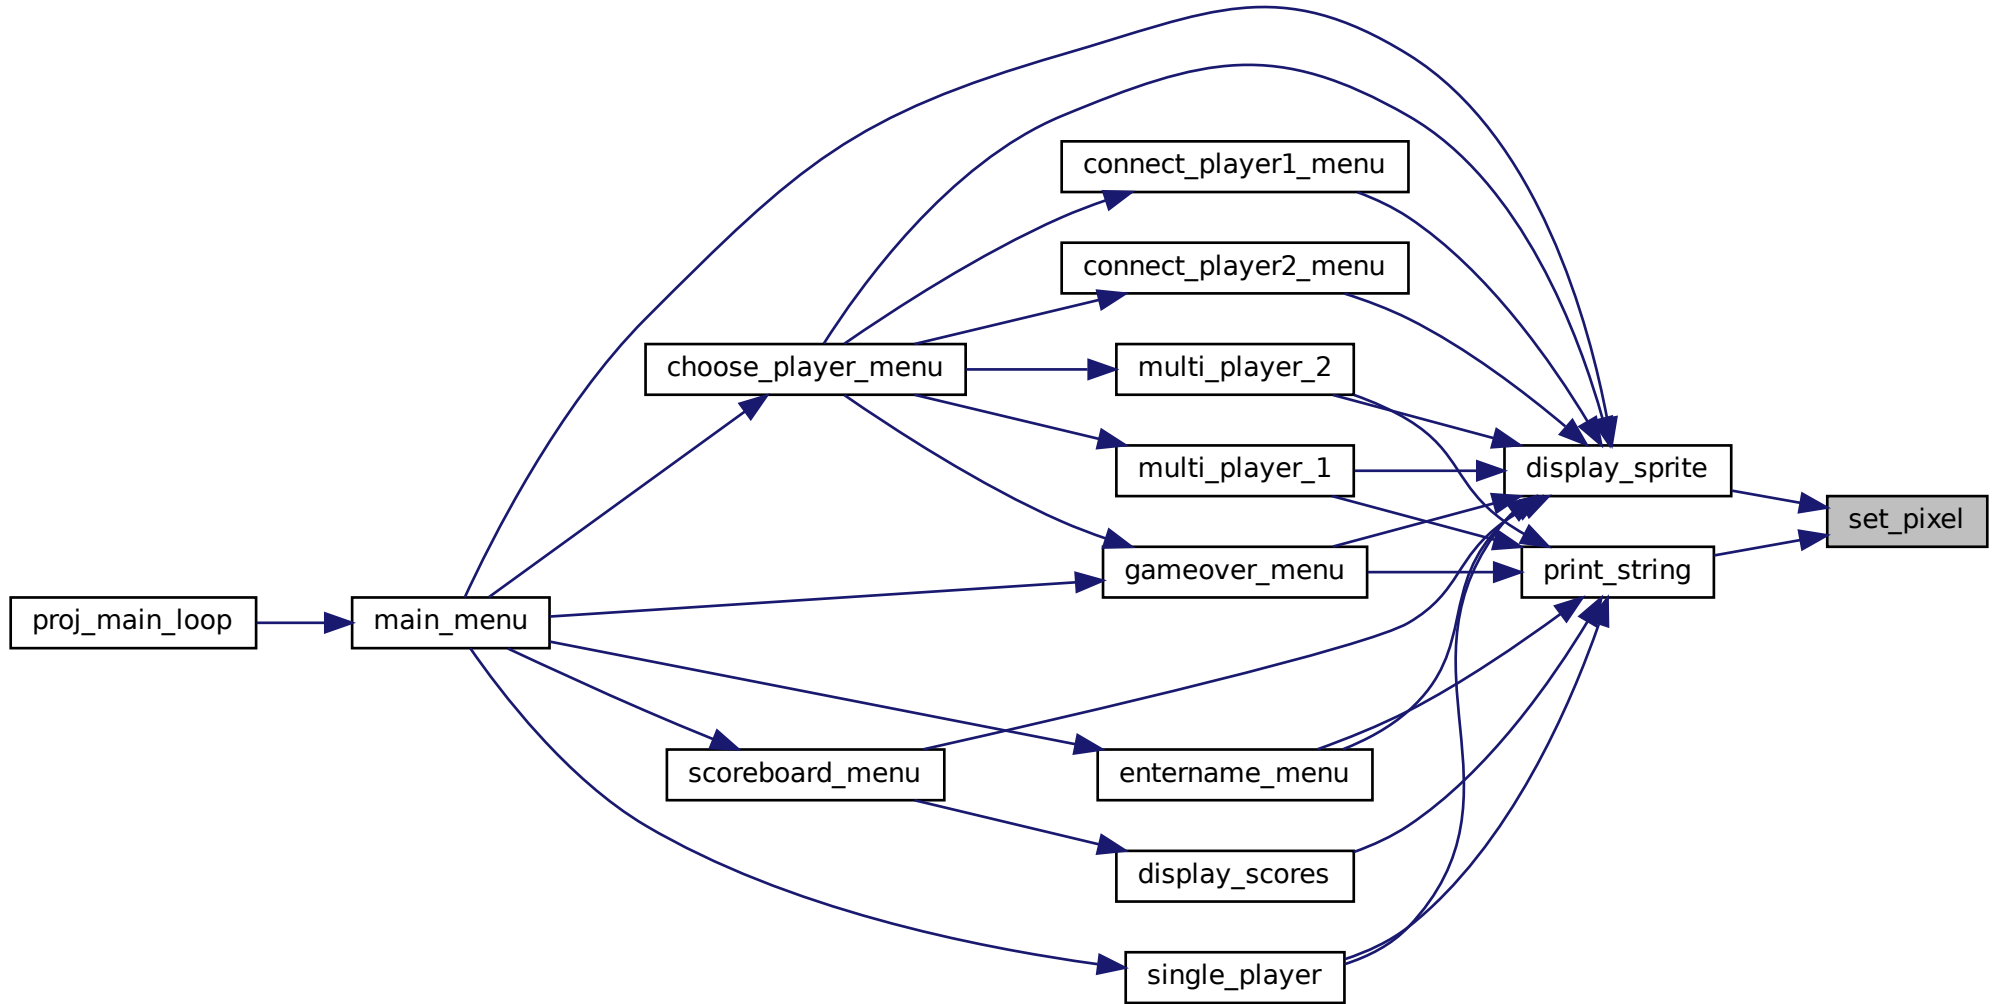 connect_player1_menu
connect_player2_menu
choose_player_menu
multi_player_2
multi_player_1
display_sprite
set_pixel
gameover_menu
print_string
proj_main_loop
main_menu
scoreboard_menu
entername_menu
display_scores
single_player